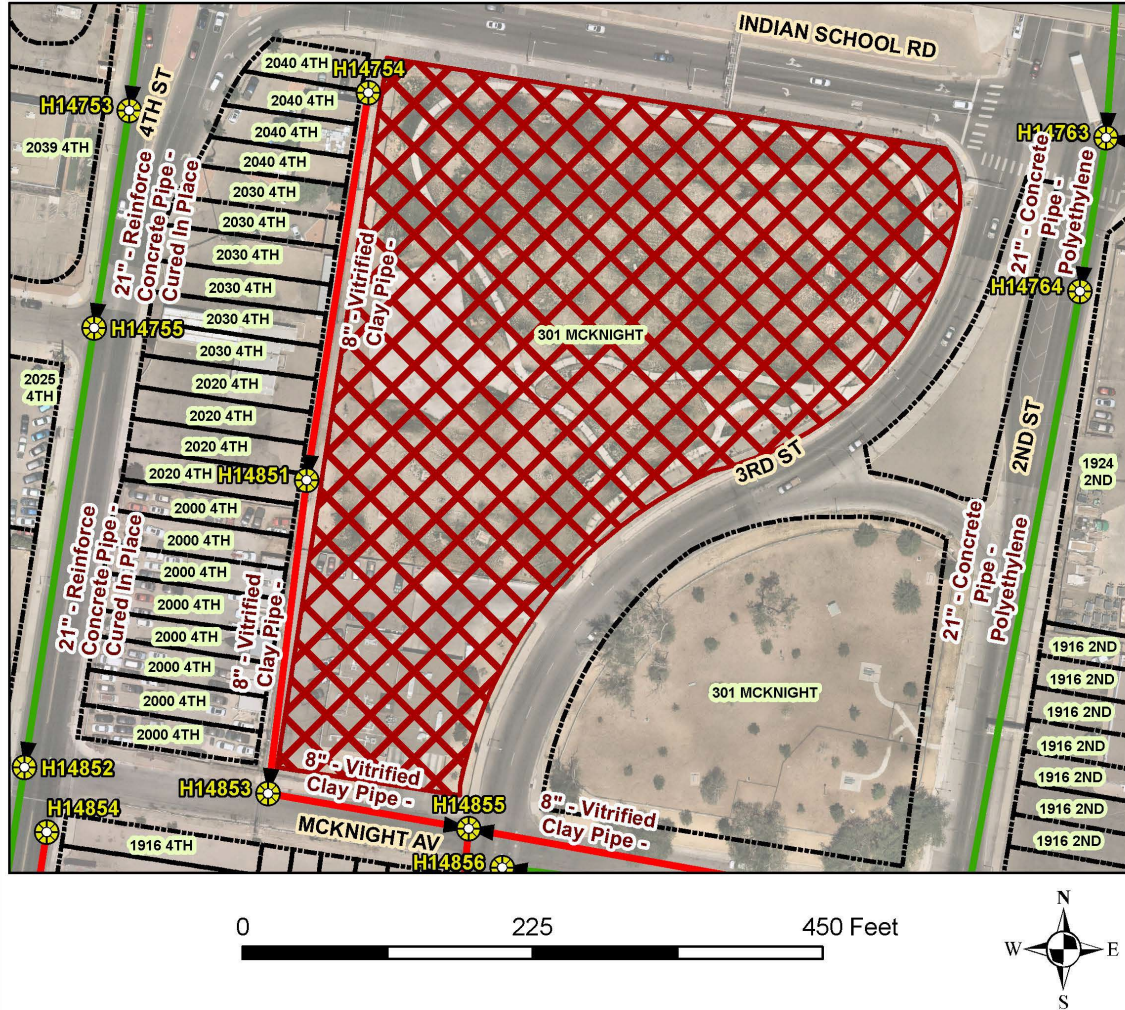 INDIAN SCHOOL RD
2040 4TH
H14754
H14753
4TH ST
2040 4TH
2039 4TH
2040 4TH
2040 4TH
2030 4TH
2030 4TH
2030 4TH
2030 4TH
2030 4TH
2030 4TH
21" - Reinforce
Concrete Pipe -
Cured In Place
8" - Vitrified
Clay Pipe -
H14763
21" - Concrete
Pipe -
Polyethylene
H14764
H14755
301 MCKNIGHT
2025
4TH
2020 4TH
2020 4TH
2020 4TH
2020 4TH
H14851
3RD ST
2ND ST
1924
2ND
2000 4TH
2000 4TH
2000 4TH
2000 4TH
2000 4TH
2000 4TH
2000 4TH
2000 4TH
21" - Reinforce
Concrete Pipe -
Cured In Place
8" - Vitrified
Clay Pipe -
21" - Concrete
Pipe -
Polyethylene
1916 2ND
1916 2ND
1916 2ND
1916 2ND
1916 2ND
1916 2ND
1916 2ND
301 MCKNIGHT
H14852
H14853
8" - Vitrified
Clay Pipe -
H14854
H14855
8" - Vitrified
Clay Pipe -
MCKNIGHT AV
1916 4TH
H14856
0 225 450 Feet
N
W E
S